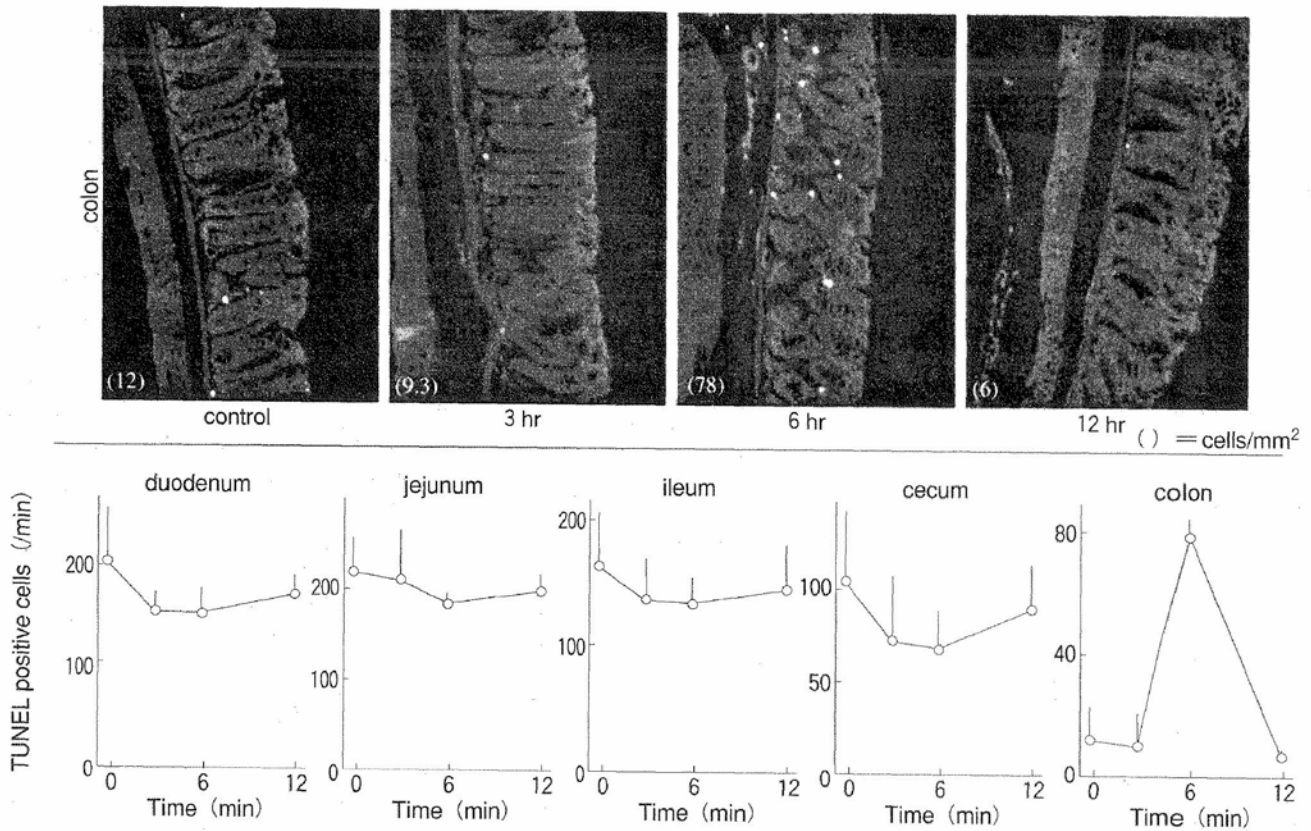 colon
(12)
(9.3)
(78)
(6)
control
3 hr
6 hr
12 hr
( ) = cells/mm²
TUNEL positive cells (/min)
duodenum
200
100
0
0
6
12
Time (min)
jejunum
200
100
0
0
6
12
Time (min)
ileum
200
100
0
0
6
12
Time (min)
cecum
100
50
0
0
6
12
Time (min)
colon
80
40
0
0
6
12
Time (min)